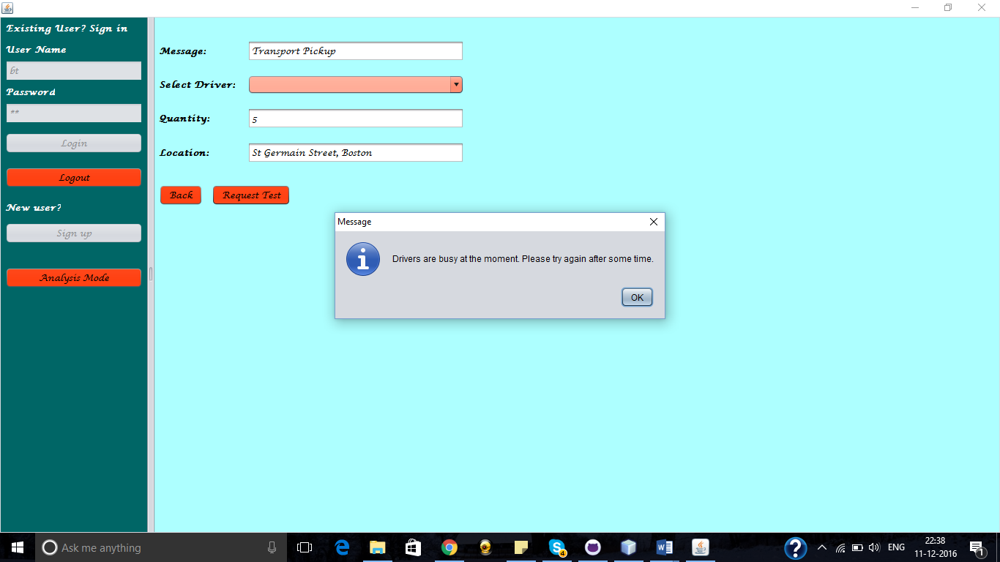 Existing User? Sign in
User Name
bt
Password
**
Login
Logout
New user?
Sign up
Analysis Mode
Message: Transport Pickup
Select Driver:
Quantity: 5
Location: St Germain Street, Boston
Back Request Test
Message
Drivers are busy at the moment. Please try again after some time.
OK
Ask me anything
4
ENG
22:38
11-12-2016
1